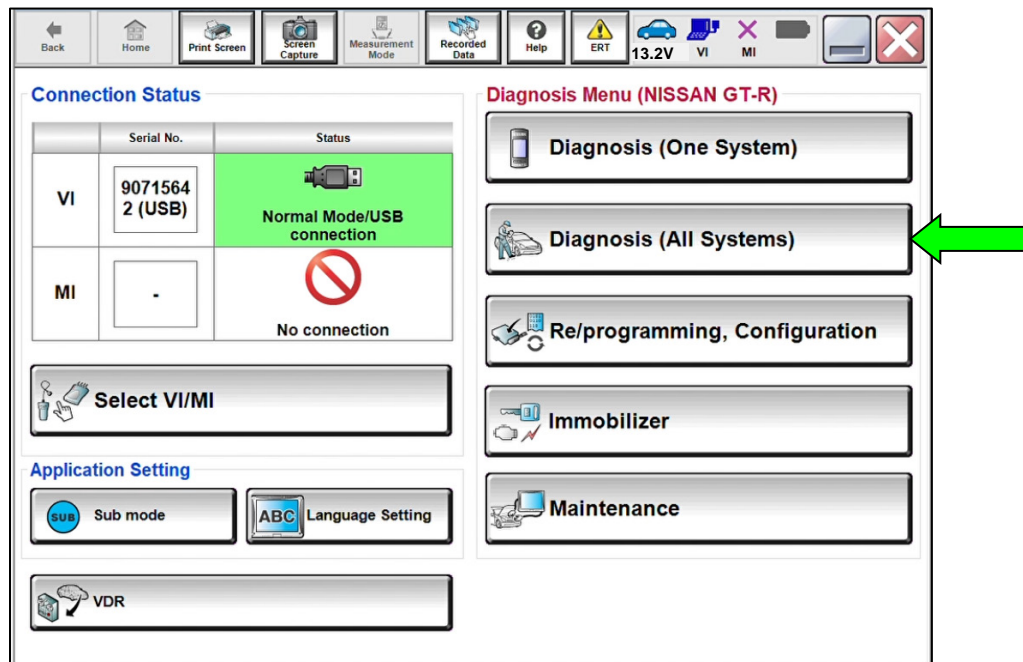 Back
Home
Print Screen
Screen
Capture
Measurement
Mode
Recorded
Data
Help
ERT
13.2V
VI
MI
Connection Status
Serial No.
Status
VI
9071564
2 (USB)
Normal Mode/USB
connection
MI
-
No connection
Select VI/MI
Application Setting
SUB
Sub mode
ABC
Language Setting
VDR
Diagnosis Menu (NISSAN GT-R)
Diagnosis (One System)
Diagnosis (All Systems)
Re/programming, Configuration
Immobilizer
Maintenance